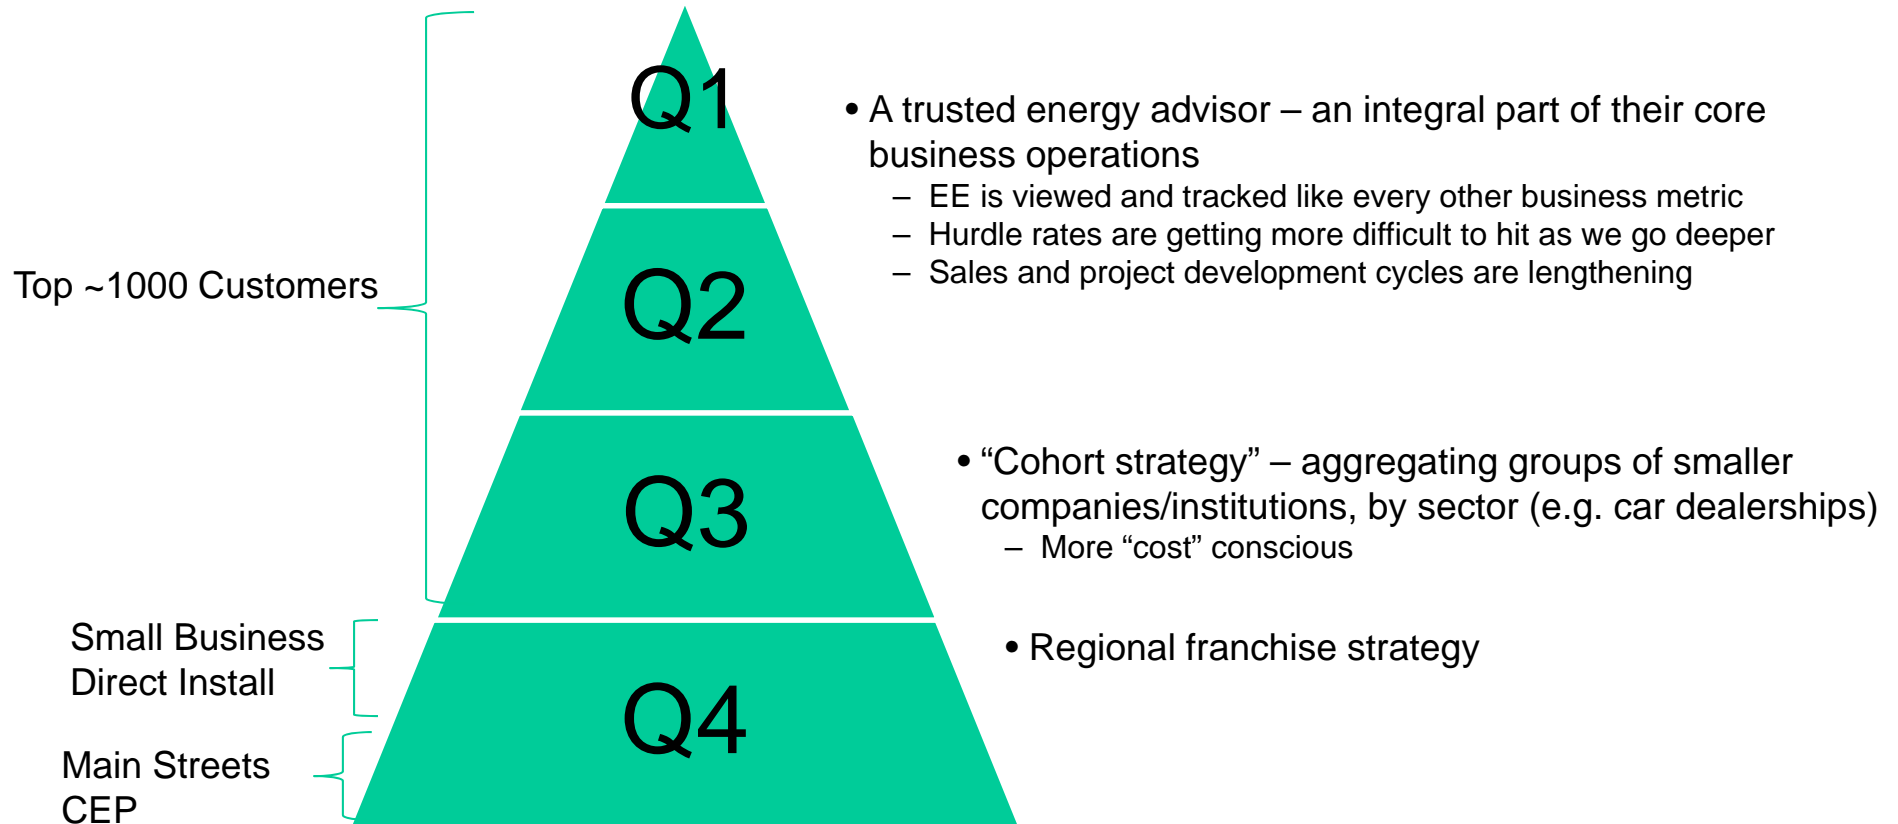 Q1
• A trusted energy advisor – an integral part of their core
business operations
– EE is viewed and tracked like every other business metric
– Hurdle rates are getting more difficult to hit as we go deeper
– Sales and project development cycles are lengthening
Top ~1000 Customers
Q2
• “Cohort strategy” – aggregating groups of smaller
companies/institutions, by sector (e.g. car dealerships)
– More “cost” conscious
Q3
Small Business
Direct Install
• Regional franchise strategy
Q4
Main Streets
CEP